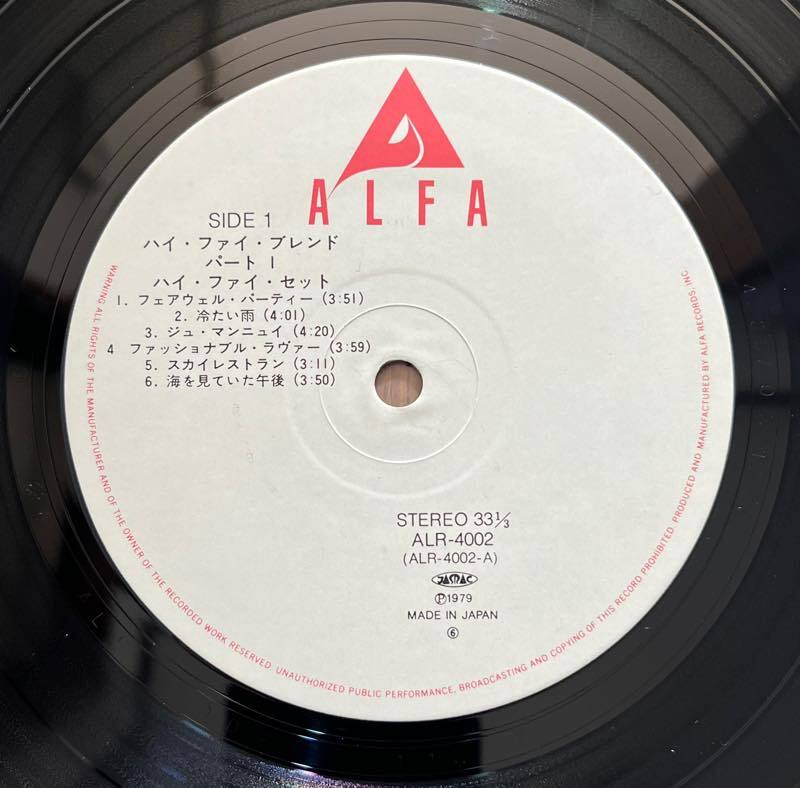 ALFA
SIDE 1
ハイ・ファイ・ブレンド
パート 1
ハイ・ファイ・セット
1. フェアウェル・パーティー (3:51)
2. 冷たい雨 (4:01)
3. ジュ・マンニュイ (4:20)
4 ファッショナブル・ラヴァー (3:59)
5. スカイレストラン (3:11)
6. 海を見ていた午後 (3:50)
STEREO 33⅓
ALR-4002
(ALR-4002-A)
JASRAC
Ⓟ1979
MADE IN JAPAN
⑥
WARNING ALL RIGHTS OF THE MANUFACTURER AND OF THE OWNER OF THE RECORDED WORK RESERVED. UNAUTHORIZED PUBLIC PERFORMANCE, BROADCASTING AND COPYING OF THIS RECORD PROHIBITED. PRODUCED AND MANUFACTURED BY ALFA RECORDS, INC